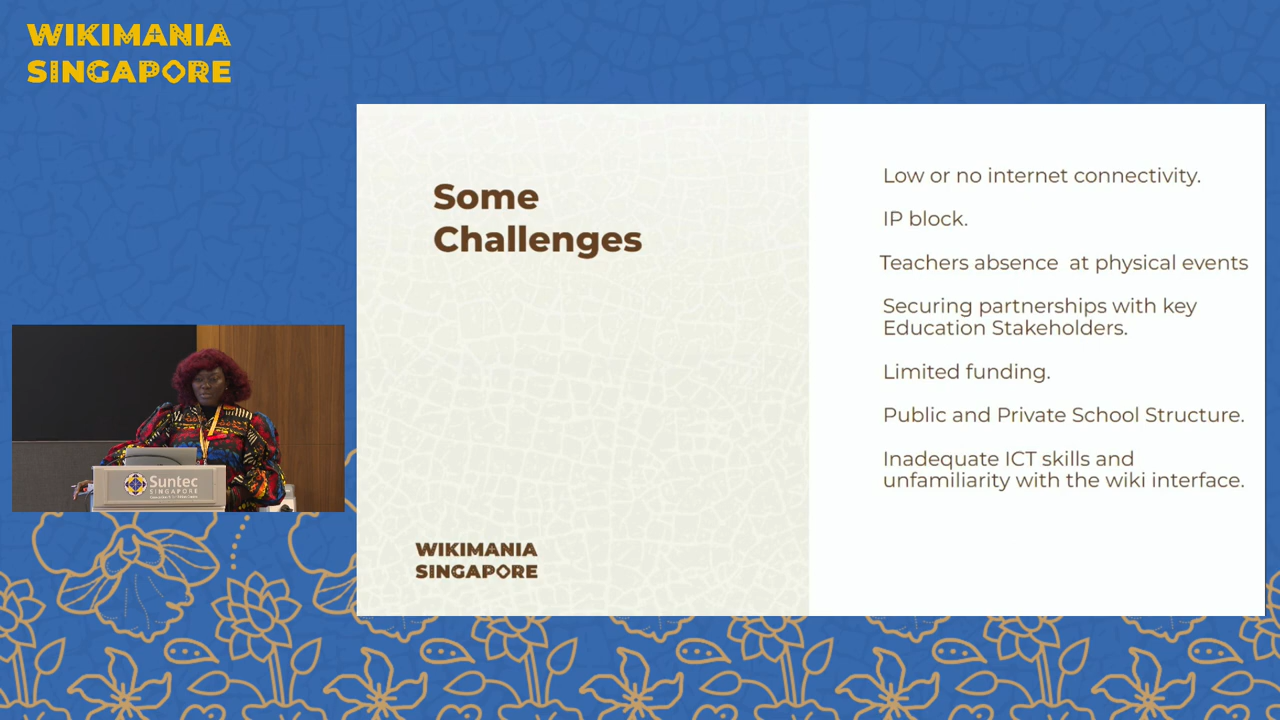 WIKIMANIA
SINGAPORE
Some
Challenges
Low or no internet connectivity.
IP block.
Teachers absence  at physical events
Securing partnerships with key
Education Stakeholders.
Limited funding.
Public and Private School Structure.
Inadequate ICT skills and
unfamiliarity with the wiki interface.
WIKIMANIA
SINGAPORE
Suntec
SINGAPORE